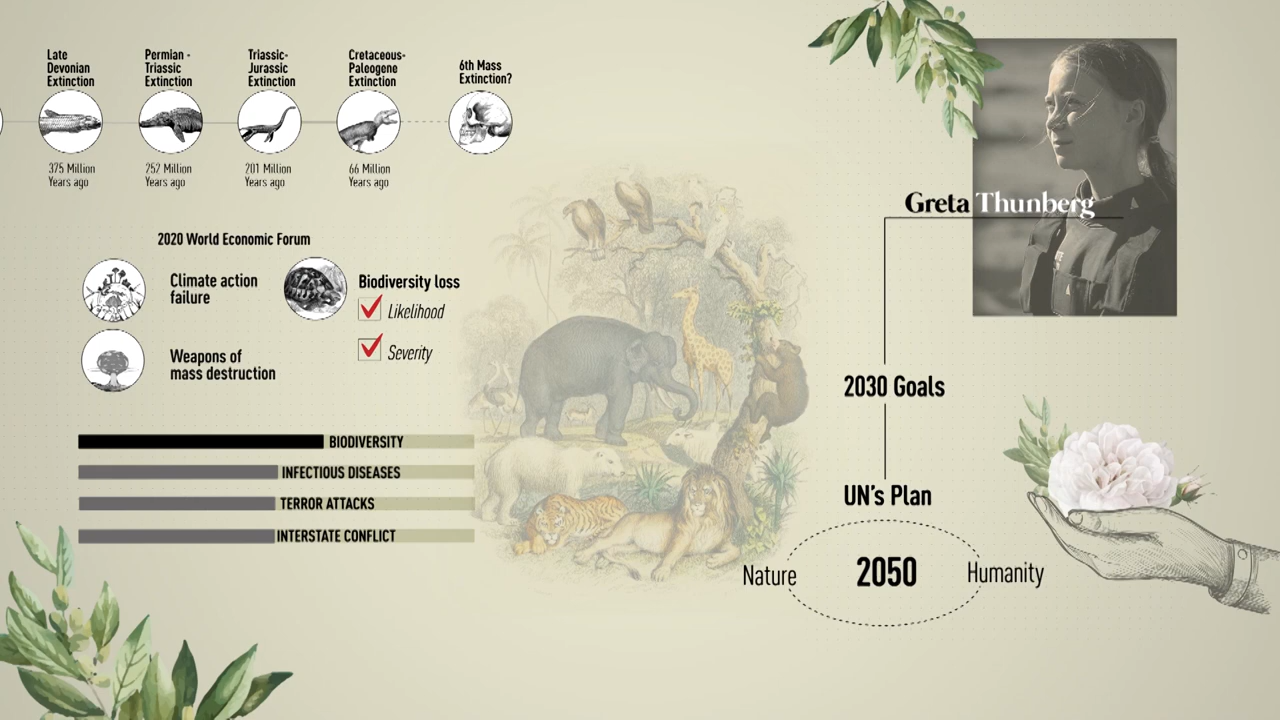 Late
Devonian
Extinction
Permian -
Triassic
Extinction
Triassic-
Jurassic
Extinction
Cretaceous-
Paleogene
Extinction
6th Mass
Extinction?
375 Million
Years ago
252 Million
Years ago
201 Million
Years ago
66 Million
Years ago
2020 World Economic Forum
Climate action
failure
Biodiversity loss
Likelihood
Severity
Weapons of
mass destruction
BIODIVERSITY
INFECTIOUS DISEASES
TERROR ATTACKS
INTERSTATE CONFLICT
Greta Thunberg
2030 Goals
UN's Plan
Nature
2050
Humanity